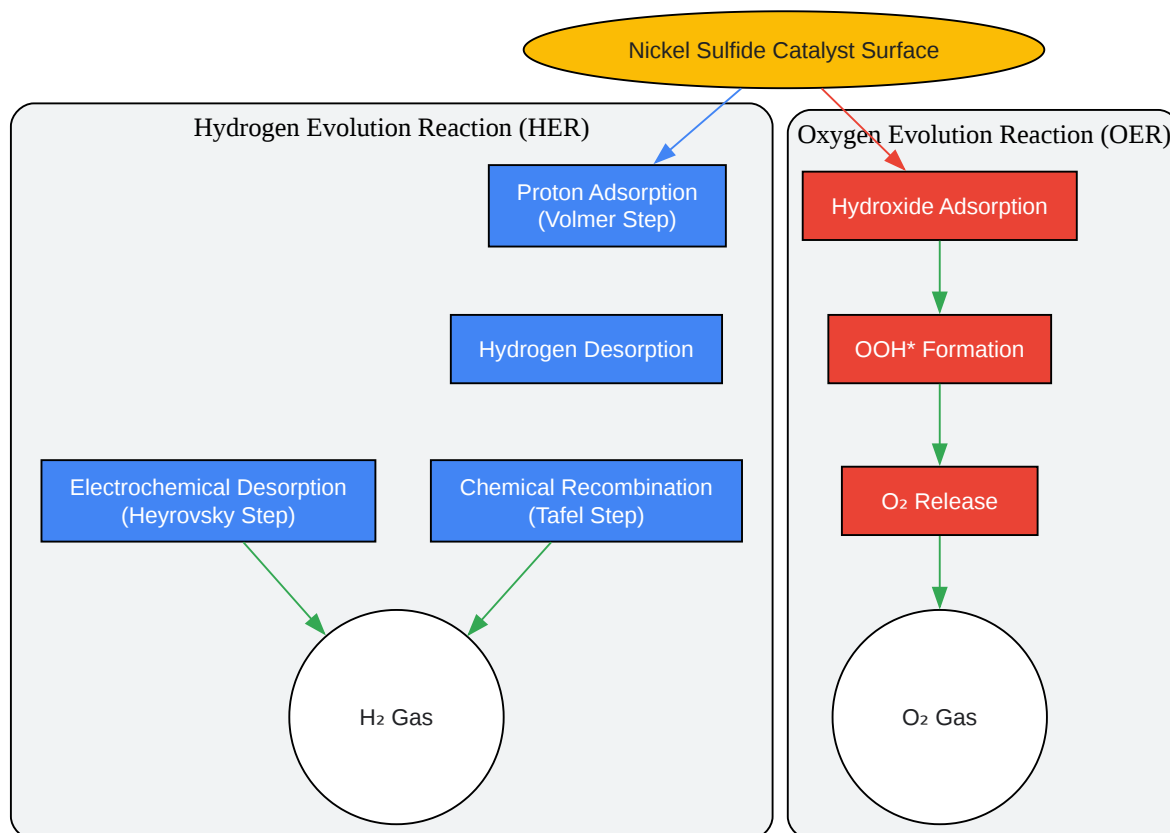 Nickel Sulfide Catalyst Surface
Hydrogen Evolution Reaction (HER)
Oxygen Evolution Reaction (OER)
Proton Adsorption
(Volmer Step)
Hydroxide Adsorption
Hydrogen Desorption
OOH* Formation
Electrochemical Desorption
(Heyrovsky Step)
Chemical Recombination
(Tafel Step)
O₂ Release
H₂ Gas
O₂ Gas